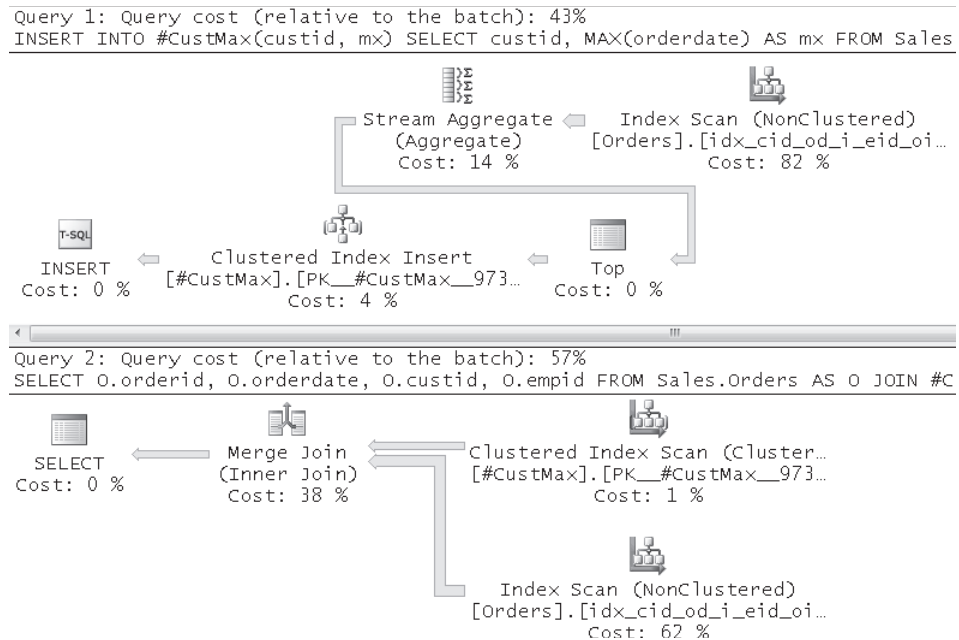 Query 1: Query cost (relative to the batch): 43%
INSERT INTO #CustMax(custid, mx) SELECT custid, MAX(orderdate) AS mx FROM Sales
Stream Aggregate
(Aggregate)
Cost: 14 %
Index Scan (NonClustered)
[Orders].[idx_cid_od_i_eid_oi…
Cost: 82 %
T-SQL
INSERT
Cost: 0 %
Clustered Index Insert
[#CustMax].[PK__#CustMax__973…
Cost: 4 %
Top
Cost: 0 %
Query 2: Query cost (relative to the batch): 57%
SELECT O.orderid, O.orderdate, O.custid, O.empid FROM Sales.Orders AS O JOIN #C
SELECT
Cost: 0 %
Merge Join
(Inner Join)
Cost: 38 %
Clustered Index Scan (Cluster…
[#CustMax].[PK__#CustMax__973…
Cost: 1 %
Index Scan (NonClustered)
[Orders].[idx_cid_od_i_eid_oi…
Cost: 62 %